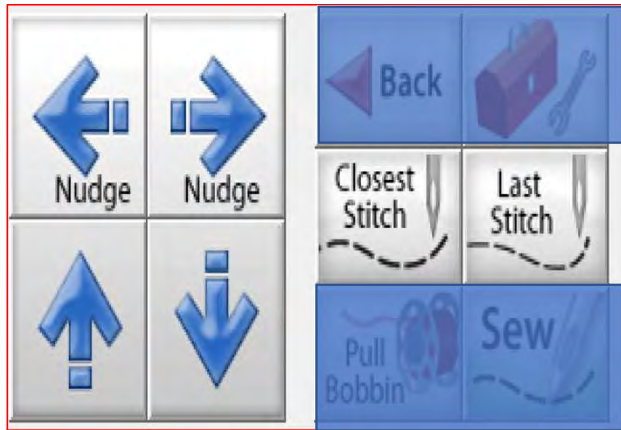 Nudge
Nudge
Back
Closest
Stitch
Last
Stitch
Pull
Bobbin
Sew